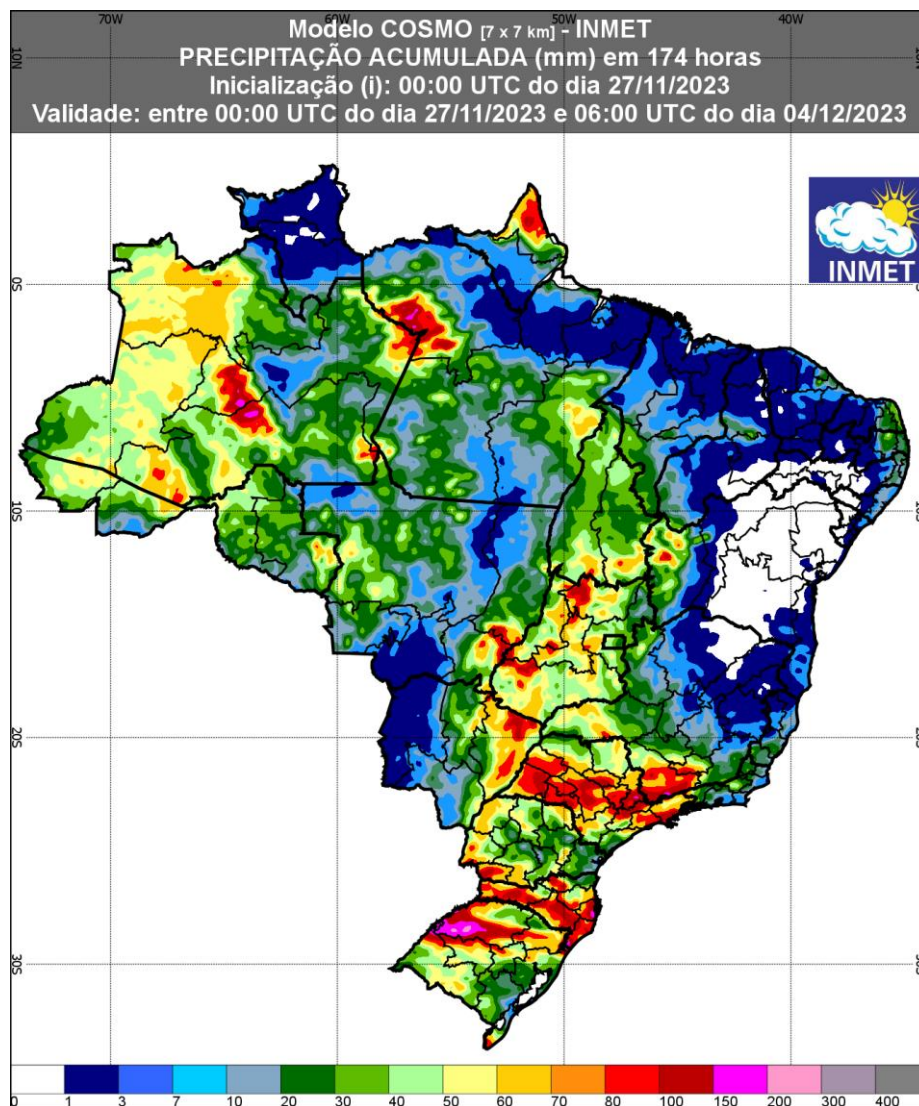 70W 60W 50W 40W
Modelo COSMO [7 x 7 km] - INMET
PRECIPITAÇÃO ACUMULADA (mm) em 174 horas
Inicialização (i): 00:00 UTC do dia 27/11/2023
Validade: entre 00:00 UTC do dia 27/11/2023 e 06:00 UTC do dia 04/12/2023
10N
INMET
0S
10S
20S
30S
0 1 3 7 10 20 30 40 50 60 70 80 100 150 200 300 400